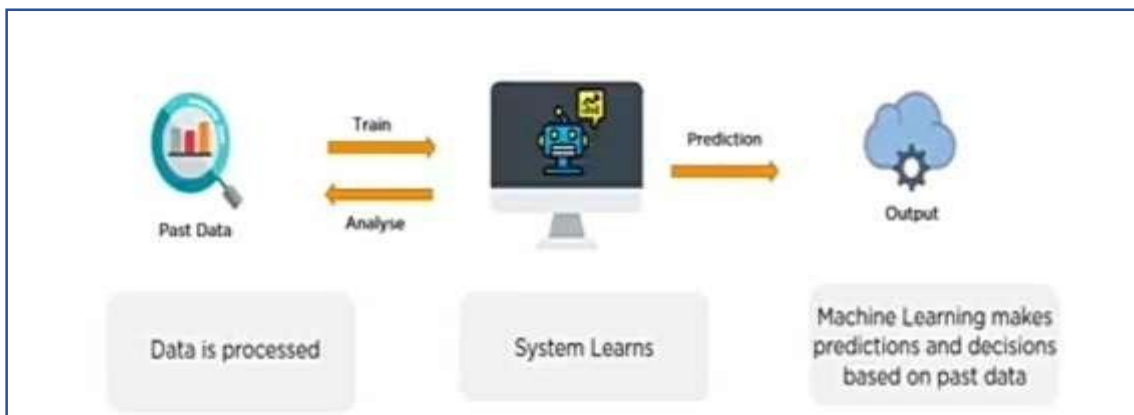 Train
Prediction
Past Data
Analyse
Output
Data is processed
System Learns
Machine Learning makes
predictions and decisions
based on past data